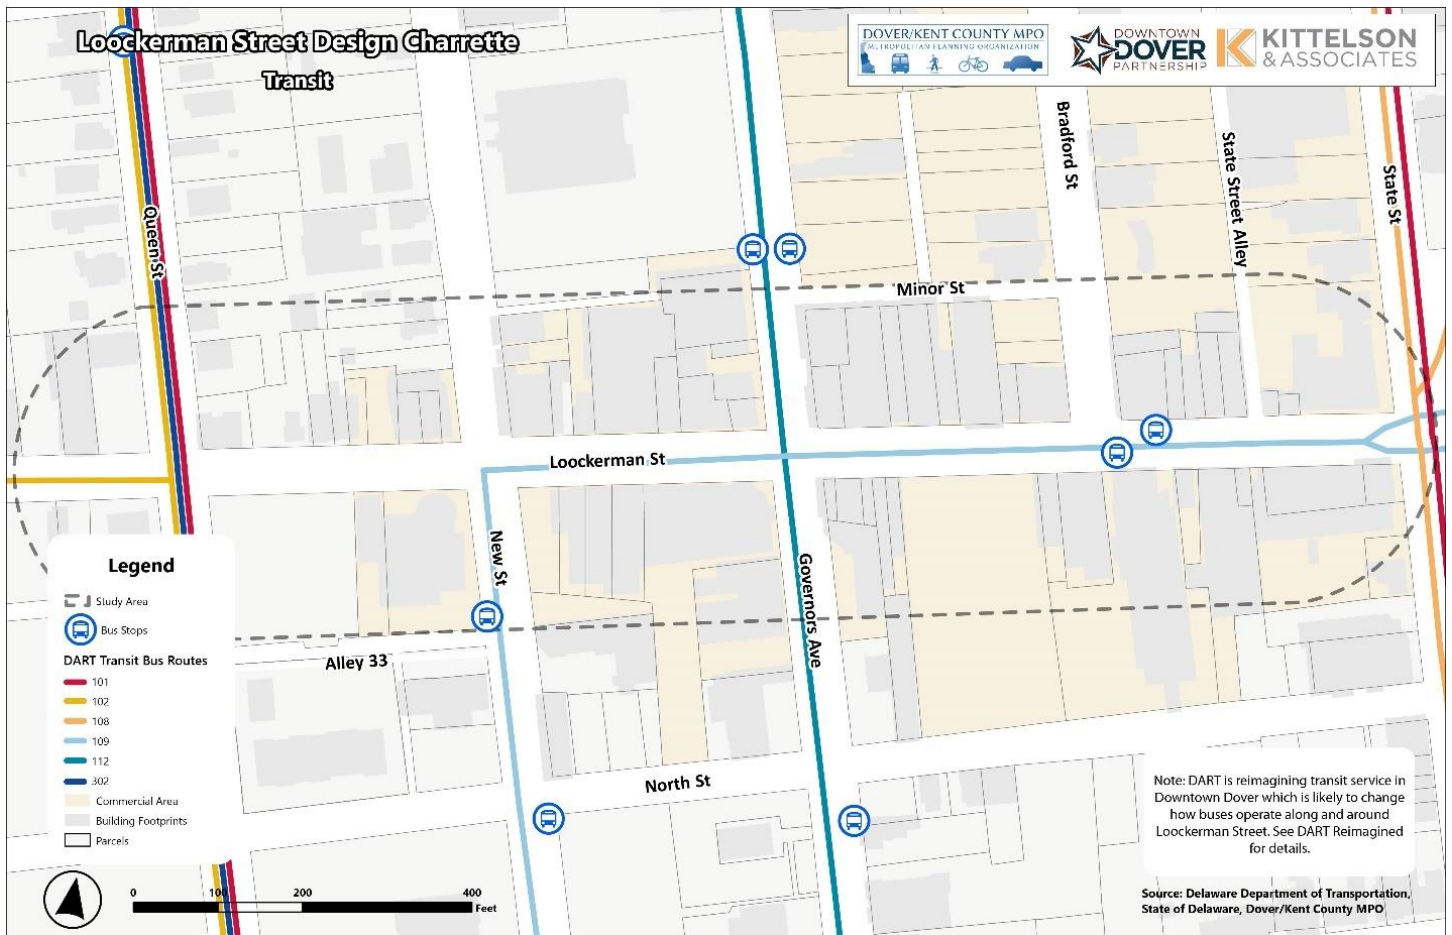 Loockerman Street Design Charrette
Transit
DOVER/KENT COUNTY MPO
METROPOLITAN PLANNING ORGANIZATION
DOWNTOWN
DOVER
PARTNERSHIP
KITTELSON
& ASSOCIATES
Queen St
Bradford St
State Street Alley
State St
Minor St
Loockerman St
New St
Governors Ave
Alley 33
North St
Legend
Study Area
Bus Stops
DART Transit Bus Routes
101
102
108
109
112
302
Commercial Area
Building Footprints
Parcels
0 100 200 400
Feet
Note: DART is reimagining transit service in
Downtown Dover which is likely to change
how buses operate along and around
Loockerman Street. See DART Reimagined
for details.
Source: Delaware Department of Transportation,
State of Delaware, Dover/Kent County MPO